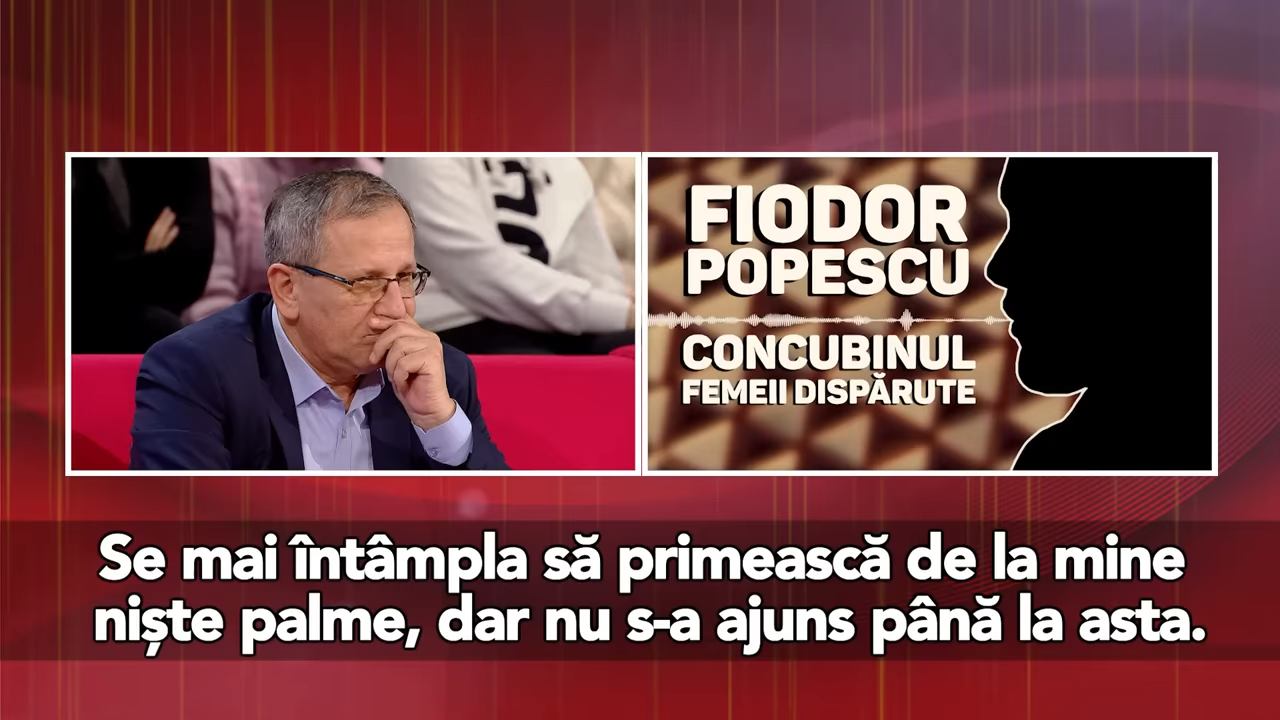 FIODOR
POPESCU
CONCUBINUL
FEMEII DISPĂRUTE
Se mai întâmpla să primească de la mine
niște palme, dar nu s-a ajuns până la asta.